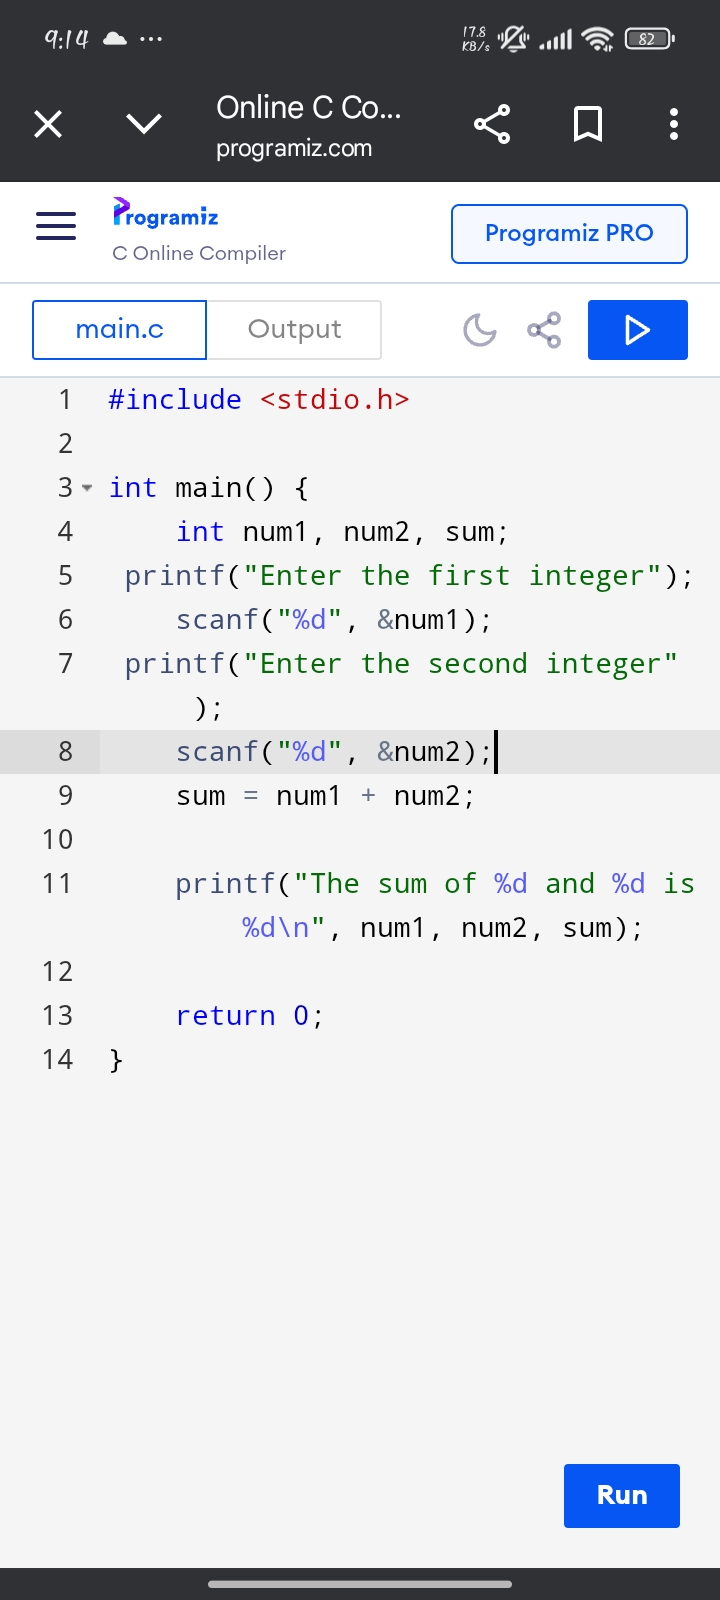 9:14 ...
17.8
KB/s
82
Online C Co...
programiz.com
Programiz
C Online Compiler
Programiz PRO
main.c
Output
1 #include <stdio.h>
2
3 int main() {
4 int num1, num2, sum;
5 printf("Enter the first integer");
6 scanf("%d", &num1);
7 printf("Enter the second integer"
);
8 scanf("%d", &num2);
9 sum = num1 + num2;
10
11 printf("The sum of %d and %d is
%d\n", num1, num2, sum);
12
13 return 0;
14 }
Run